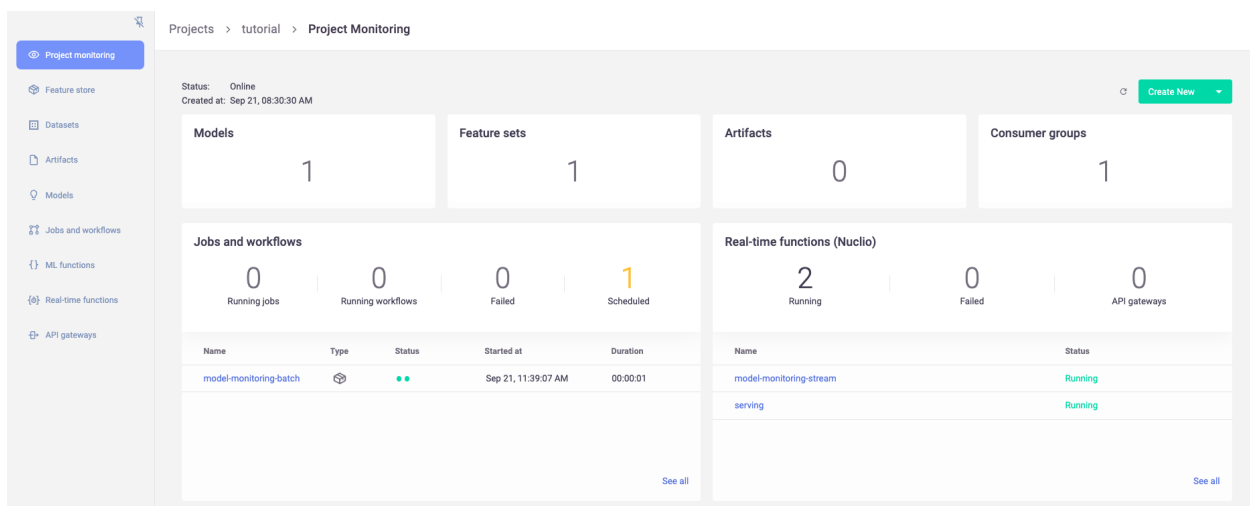 Projects > tutorial > Project Monitoring
Project monitoring
Feature store
Datasets
Artifacts
Models
Jobs and workflows
ML functions
Real-time functions
API gateways
Status: Online
Created at: Sep 21, 08:30:30 AM
Create New
Models
1
Feature sets
1
Artifacts
0
Consumer groups
1
Jobs and workflows
0 0 0 1
Running jobs Running workflows Failed Scheduled
Name Type Status Started at Duration
model-monitoring-batch Sep 21, 11:39:07 AM 00:00:01
See all
Real-time functions (Nuclio)
2 0 0
Running Failed API gateways
Name Status
model-monitoring-stream Running
serving Running
See all